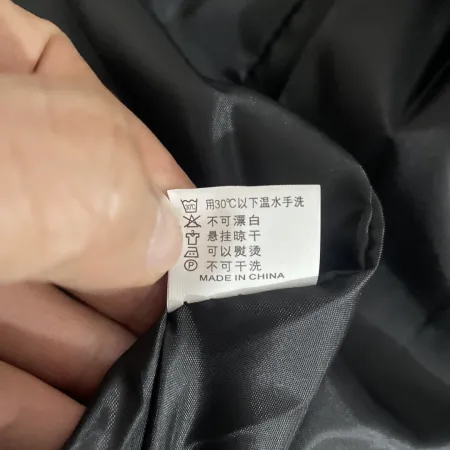 用30℃以下温水手洗
不可漂白
悬挂晾干
可以熨烫
不可干洗
MADE IN CHINA